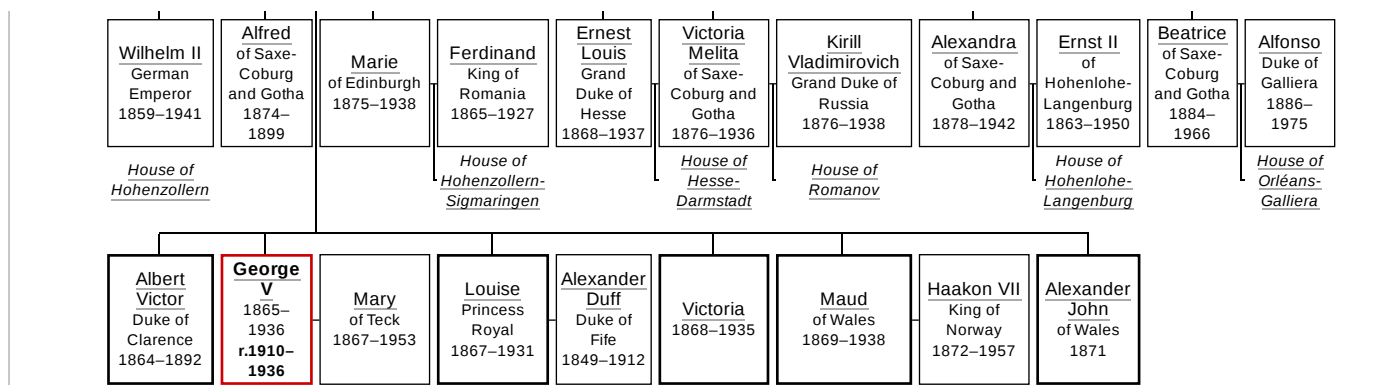 Wilhelm II
German
Emperor
1859–1941
Alfred
of Saxe-
Coburg
and Gotha
1874–
1899
Marie
of Edinburgh
1875–1938
Ferdinand
King of
Romania
1865–1927
Ernest
Louis
Grand
Duke of
Hesse
1868–1937
Victoria
Melita
of Saxe-
Coburg and
Gotha
1876–1936
Kirill
Vladimirovich
Grand Duke of
Russia
1876–1938
Alexandra
of Saxe-
Coburg and
Gotha
1878–1942
Ernst II
of
Hohenlohe-
Langenburg
1863–1950
Beatrice
of Saxe-
Coburg
and Gotha
1884–
1966
Alfonso
Duke of
Galliera
1886–
1975
House of
Hohenzollern
House of
Hohenzollern-
Sigmaringen
House of
Hesse-
Darmstadt
House of
Romanov
House of
Hohenlohe-
Langenburg
House of
Orléans-
Galliera
Albert
Victor
Duke of
Clarence
1864–1892
George
V
1865–
1936
r.1910–
1936
Mary
of Teck
1867–1953
Louise
Princess
Royal
1867–1931
Alexander
Duff
Duke of
Fife
1849–1912
Victoria
1868–1935
Maud
of Wales
1869–1938
Haakon VII
King of
Norway
1872–1957
Alexander
John
of Wales
1871